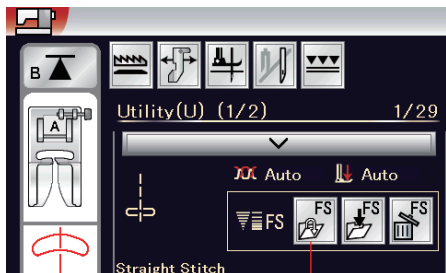 B
Utility(U) (1/2) 1/29
A
Auto Auto
FS FS FS FS
Straight Stitch